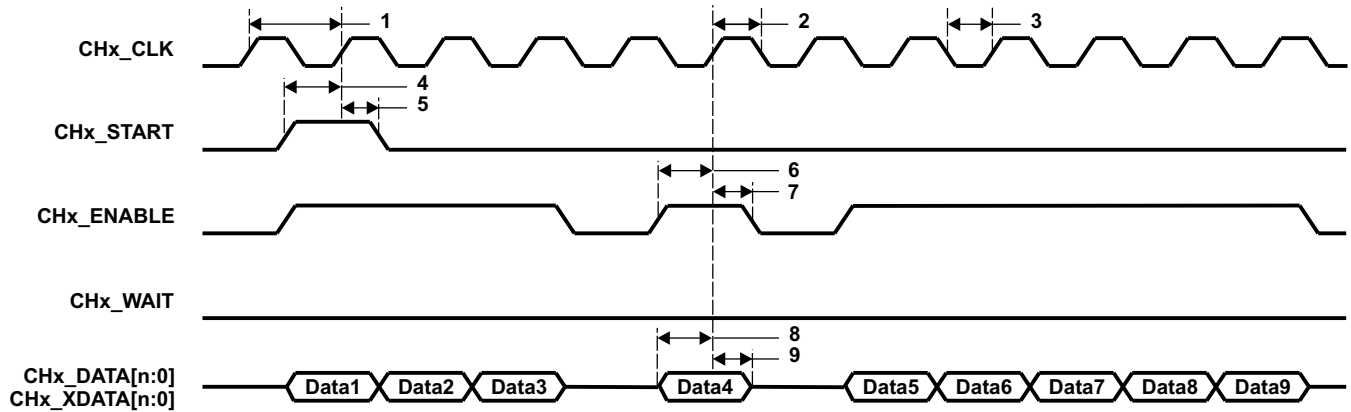 1
2
3
CHx_CLK
4
5
CHx_START
6
7
CHx_ENABLE
CHx_WAIT
8
9
CHx_DATA[n:0]
CHx_XDATA[n:0]
Data1 Data2 Data3 Data4 Data5 Data6 Data7 Data8 Data9